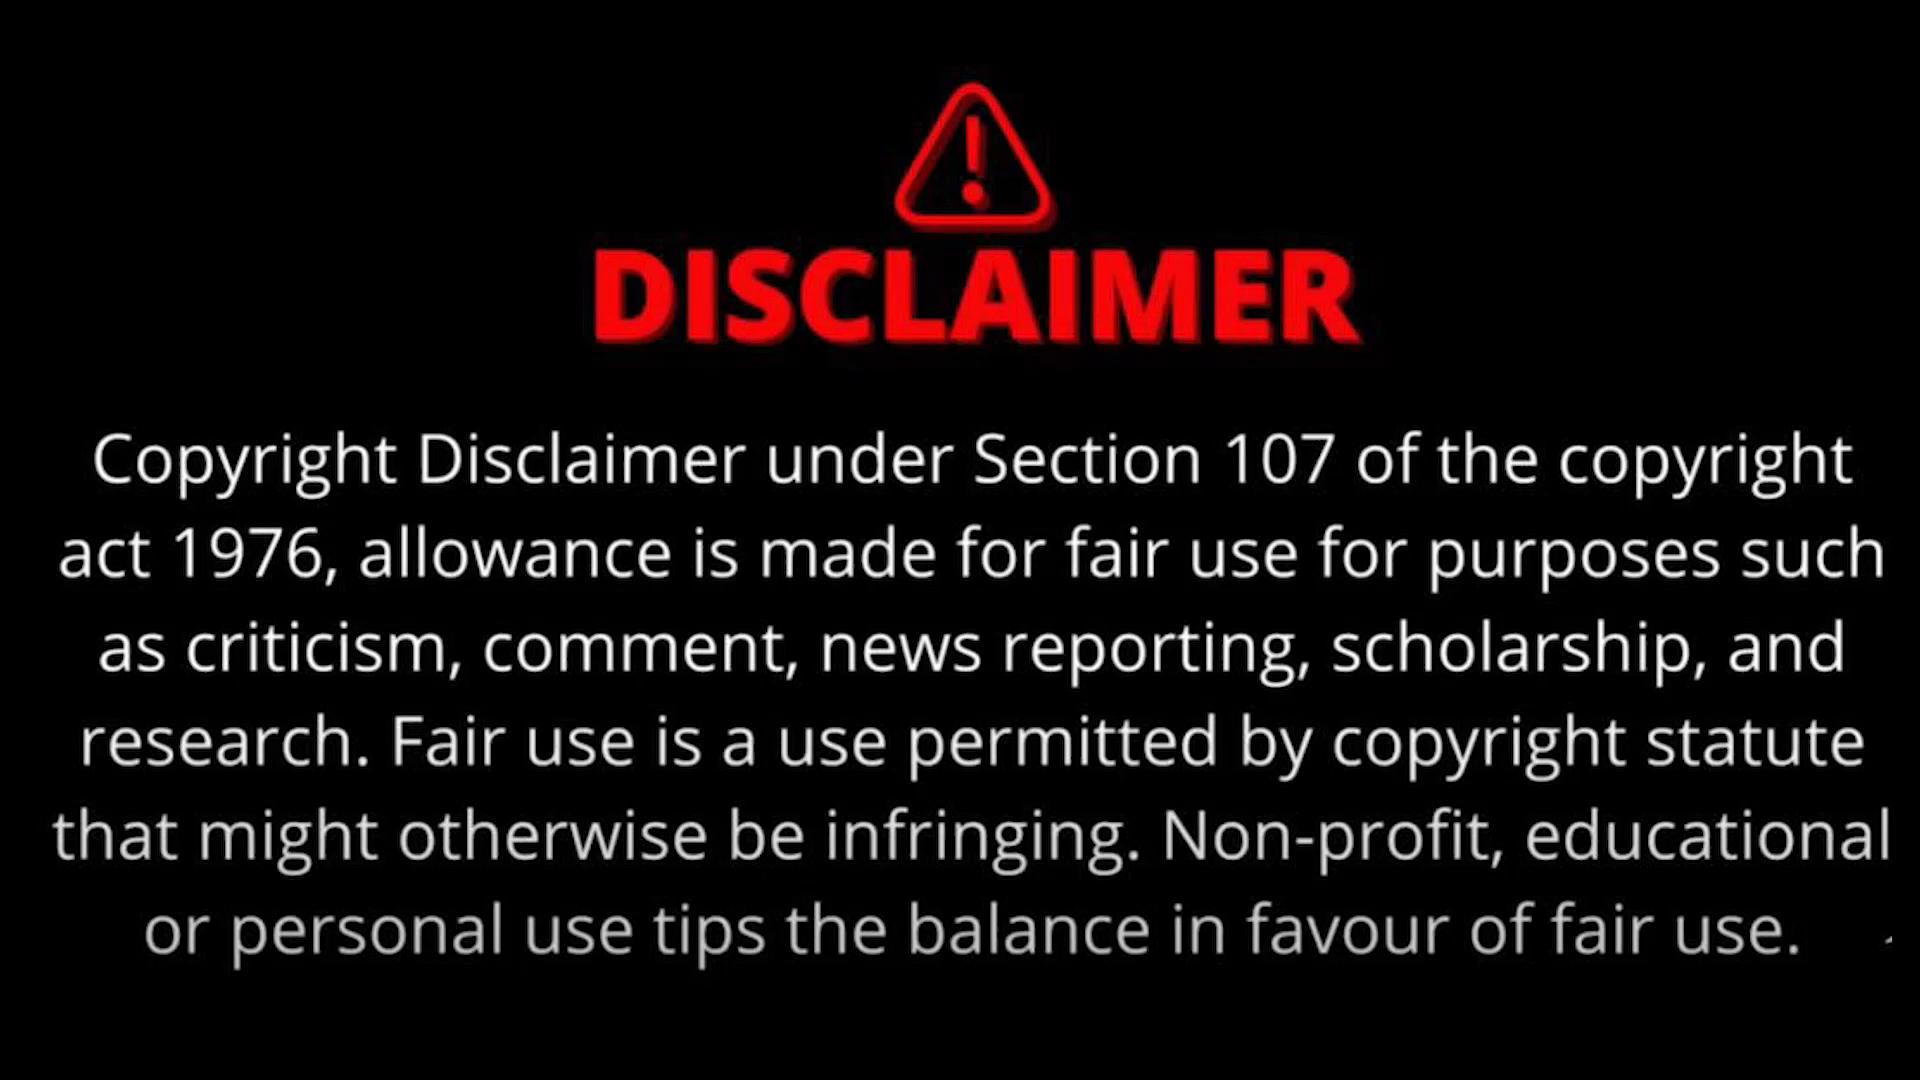 DISCLAIMER
Copyright Disclaimer under Section 107 of the copyright
act 1976, allowance is made for fair use for purposes such
as criticism, comment, news reporting, scholarship, and
research. Fair use is a use permitted by copyright statute
that might otherwise be infringing. Non-profit, educational
or personal use tips the balance in favour of fair use.